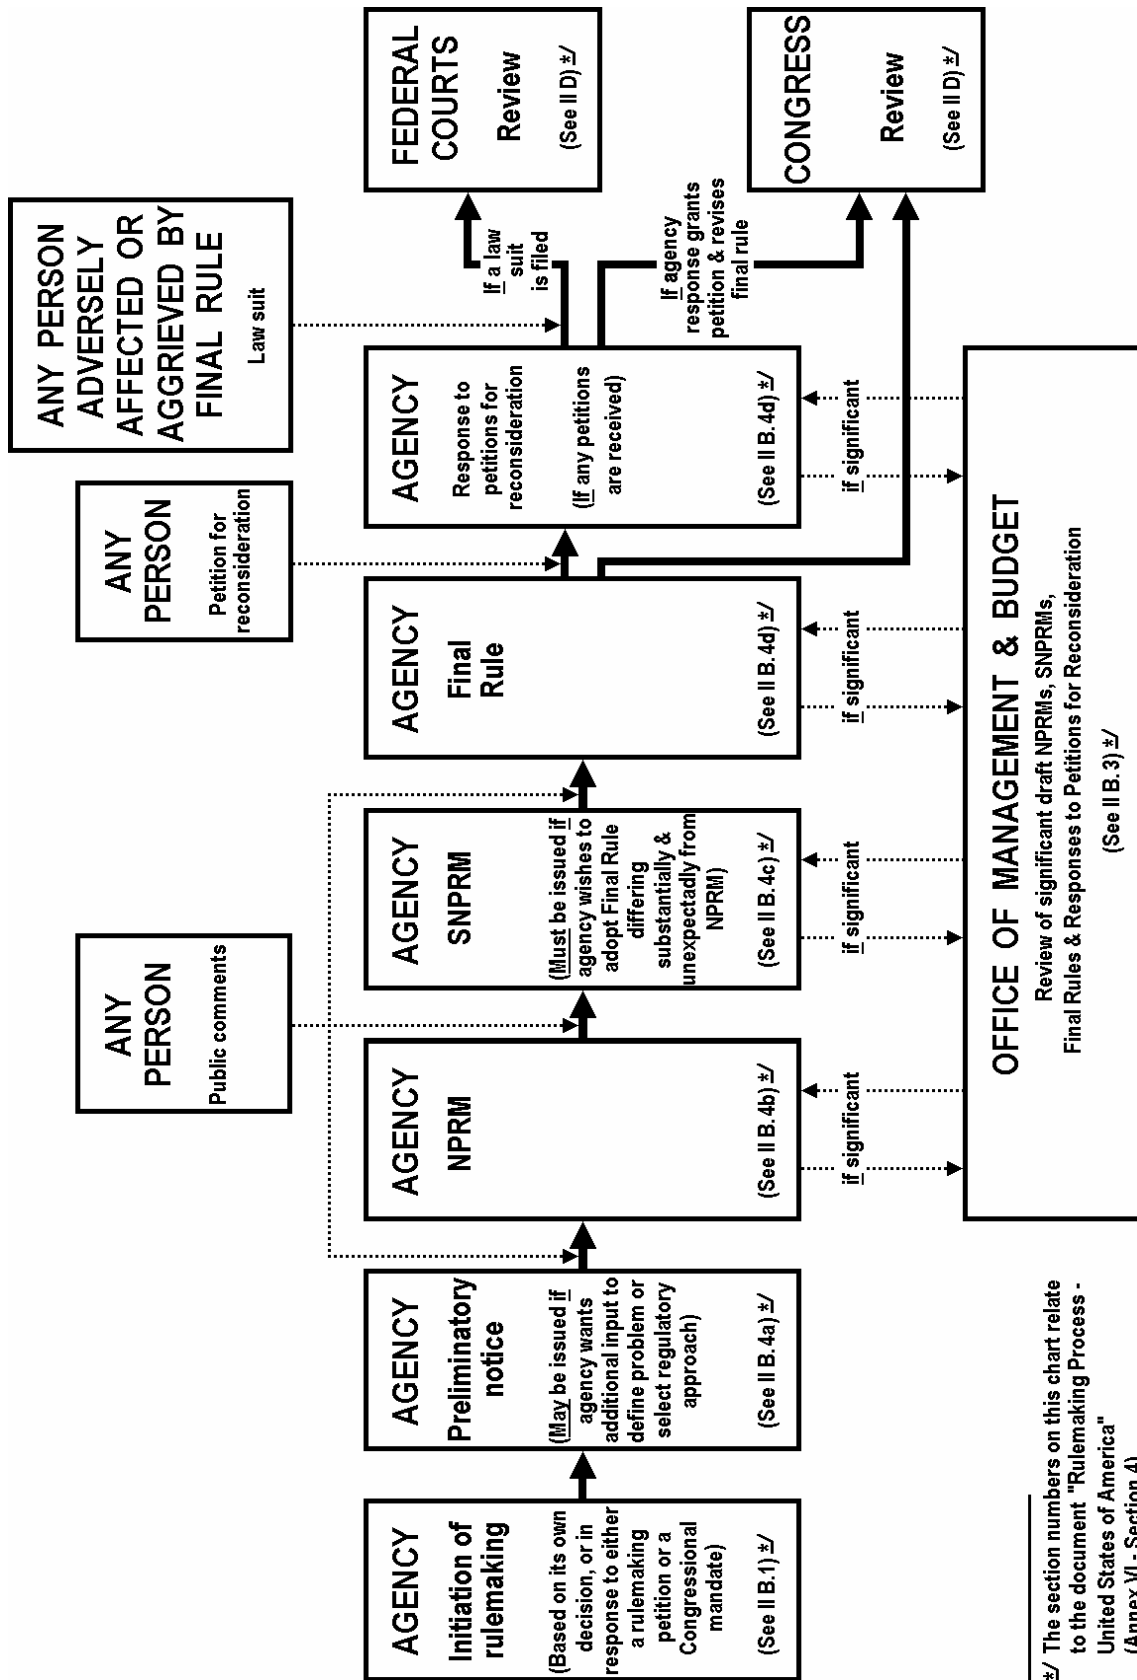 ANY PERSON
ADVERSELY
AFFECTED OR
AGGRIEVED BY
FINAL RULE
Law suit
ANY
PERSON
Petition for
reconsideration
ANY
PERSON
Public comments
AGENCY
Initiation of
rulemaking
(Based on its own
decision, or in
response to either
a rulemaking
petition or a
Congressional
mandate)
(See II B.1) */
AGENCY
Preliminatory
notice
(May be issued if
agency wants
additional input to
define problem or
select regulatory
approach)
(See II B.4a) */
AGENCY
NPRM
(See II B.4b) */
AGENCY
SNPRM
(Must be issued if
agency wishes to
adopt Final Rule
differing
substantially &
unexpectadly from
NPRM)
(See II B.4c) */
AGENCY
Final
Rule
(See II B.4d) */
AGENCY
Response to
petitions for
reconsideration
(If any petitions
are received)
(See II B.4d) */
If a law
suit
is filed
If agency
response grants
petition & revises
final rule
FEDERAL
COURTS
Review
(See II D) */
CONGRESS
Review
(See II D) */
if significant
if significant
if significant
if significant
OFFICE OF MANAGEMENT & BUDGET
Review of significant draft NPRMs, SNPRMs,
Final Rules & Responses to Petitions for Reconsideration
(See II B. 3) */
*/ The section numbers on this chart relate
to the document "Rulemaking Process -
United States of America"
(Annex VI - Section 4)